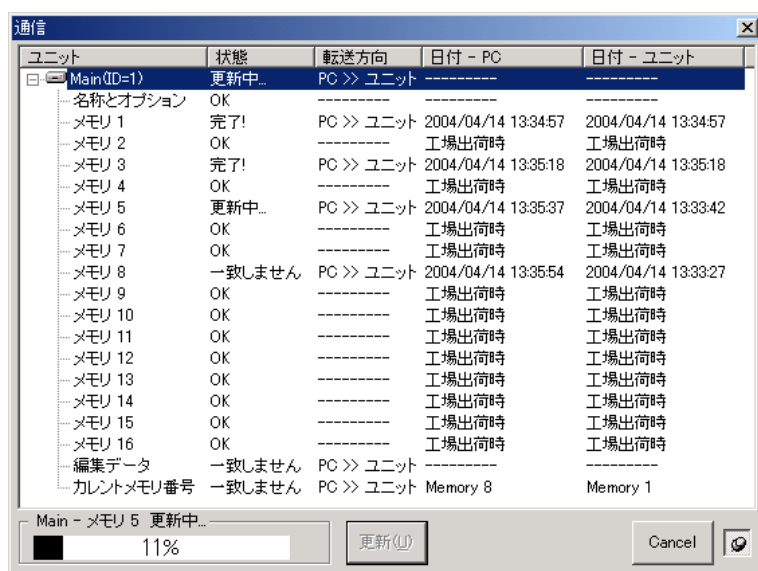 通信
ユニット 状態 転送方向 日付 - PC 日付 - ユニット
Main(ID=1) 更新中... PC >> ユニット --------- ---------
名称とオプション OK --------- --------- ---------
メモリ 1 完了! PC >> ユニット 2004/04/14 13:34:57 2004/04/14 13:34:57
メモリ 2 OK --------- 工場出荷時 工場出荷時
メモリ 3 完了! PC >> ユニット 2004/04/14 13:35:18 2004/04/14 13:35:18
メモリ 4 OK --------- 工場出荷時 工場出荷時
メモリ 5 更新中... PC >> ユニット 2004/04/14 13:35:37 2004/04/14 13:33:42
メモリ 6 OK --------- 工場出荷時 工場出荷時
メモリ 7 OK --------- 工場出荷時 工場出荷時
メモリ 8 一致しません PC >> ユニット 2004/04/14 13:35:54 2004/04/14 13:33:27
メモリ 9 OK --------- 工場出荷時 工場出荷時
メモリ 10 OK --------- 工場出荷時 工場出荷時
メモリ 11 OK --------- 工場出荷時 工場出荷時
メモリ 12 OK --------- 工場出荷時 工場出荷時
メモリ 13 OK --------- 工場出荷時 工場出荷時
メモリ 14 OK --------- 工場出荷時 工場出荷時
メモリ 15 OK --------- 工場出荷時 工場出荷時
メモリ 16 OK --------- 工場出荷時 工場出荷時
編集データ 一致しません PC >> ユニット --------- ---------
カレントメモリ番号 一致しません PC >> ユニット Memory 8 Memory 1
Main - メモリ 5 更新中...
11% 更新(U) Cancel